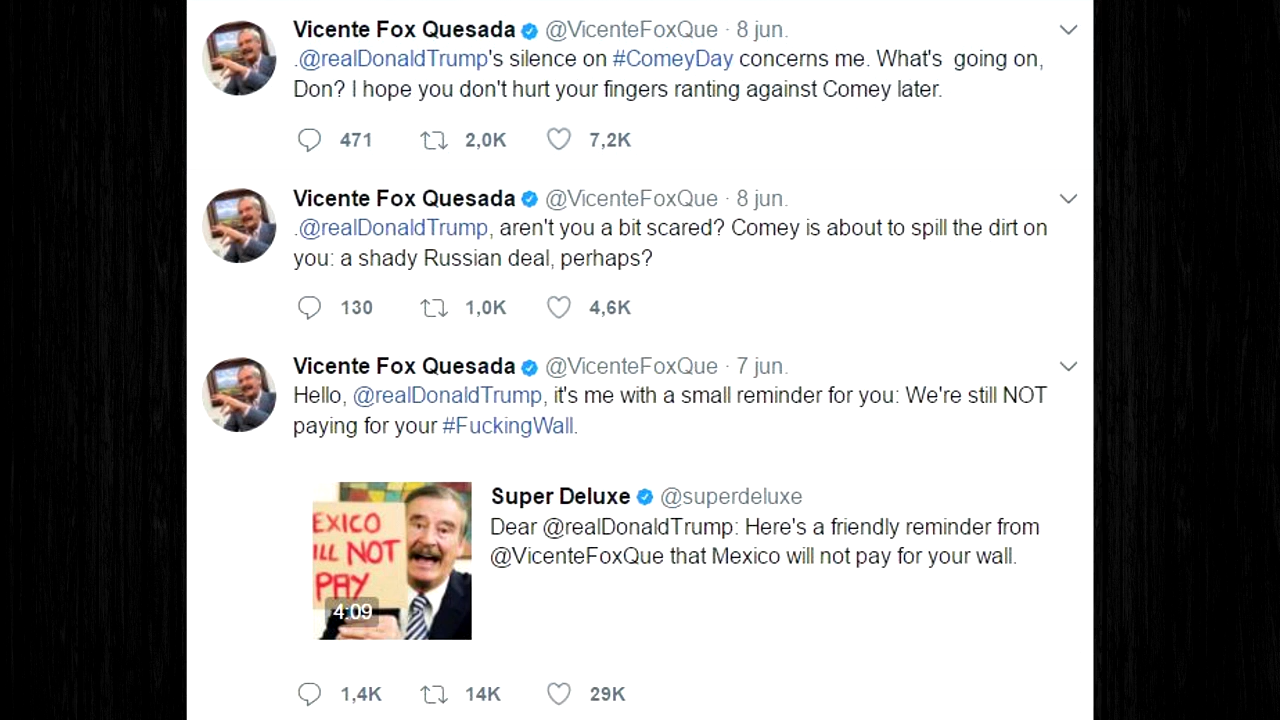 Vicente Fox Quesada @VicenteFoxQue · 8 jun.
.@realDonaldTrump's silence on #ComeyDay concerns me. What's going on,
Don? I hope you don't hurt your fingers ranting against Comey later.
471 2,0K 7,2K
Vicente Fox Quesada @VicenteFoxQue · 8 jun.
.@realDonaldTrump, aren't you a bit scared? Comey is about to spill the dirt on
you: a shady Russian deal, perhaps?
130 1,0K 4,6K
Vicente Fox Quesada @VicenteFoxQue · 7 jun.
Hello, @realDonaldTrump, it's me with a small reminder for you: We're still NOT
paying for your #FuckingWall.
EXICO
ILL NOT
PAY
4:09
Super Deluxe @superdeluxe
Dear @realDonaldTrump: Here's a friendly reminder from
@VicenteFoxQue that Mexico will not pay for your wall.
1,4K 14K 29K